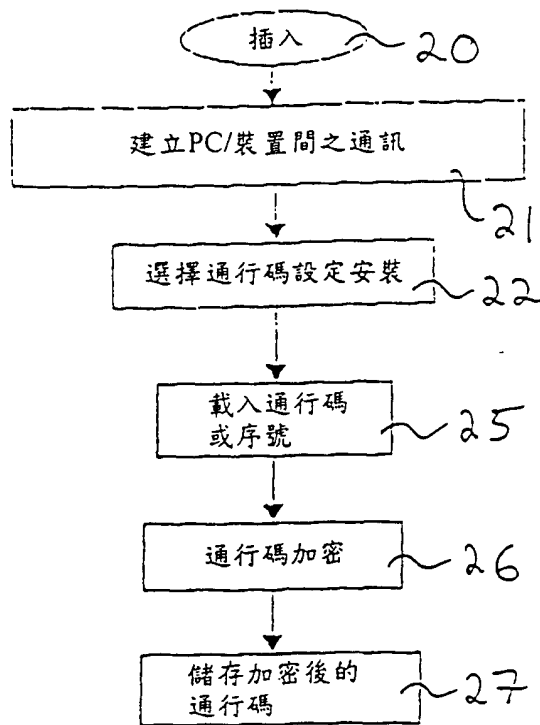 插入
20
建立PC/裝置間之通訊
21
選擇通行碼設定安裝
22
載入通行碼
或序號
25
通行碼加密
26
儲存加密後的
通行碼
27